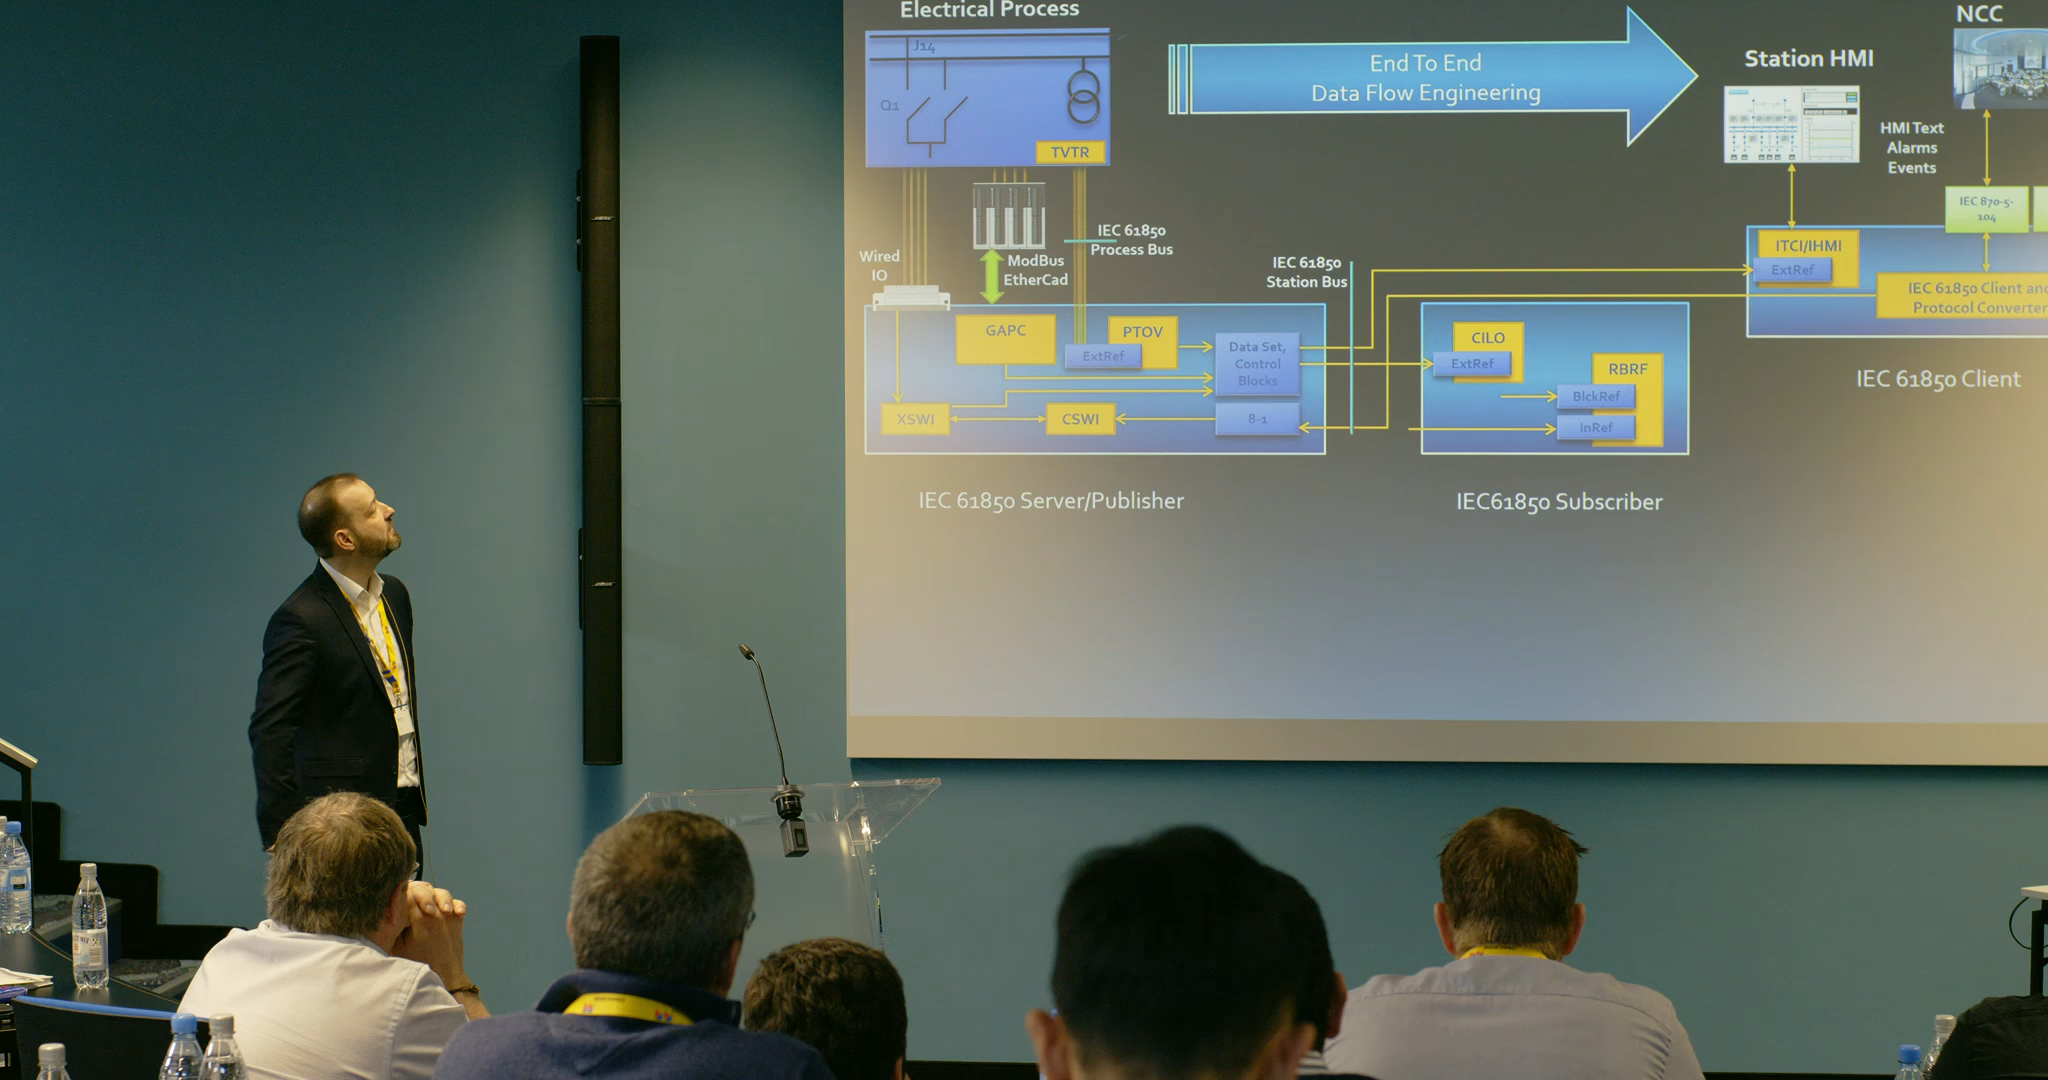 Electrical Process
J14
Q1
TVTR
End To End
Data Flow Engineering
Station HMI
NCC
HMI Text
Alarms
Events
IEC 870-5-
104
Wired
IO
ModBus
EtherCad
IEC 61850
Process Bus
IEC 61850
Station Bus
ITCI/IHMI
ExtRef
IEC 61850 Client and
Protocol Converter
GAPC
PTOV
ExtRef
Data Set,
Control
Blocks
XSWI
CSWI
8-1
CILO
ExtRef
RBRF
BlckRef
InRef
IEC 61850 Client
IEC 61850 Server/Publisher
IEC61850 Subscriber